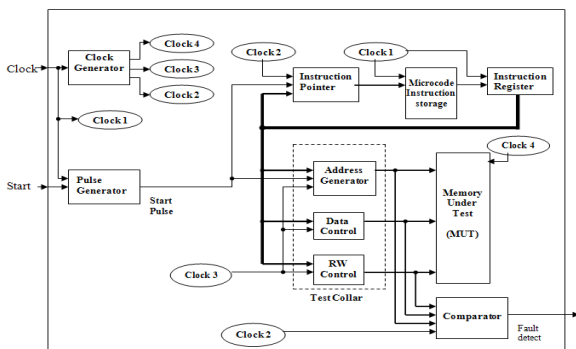 Clock 4
Clock 2
Clock 1
Clock
Clock
Generator
Clock 3
Clock 2
Instruction
Pointer
Microcode
Instruction
storage
Instruction
Register
Clock 1
Clock 4
Start
Pulse
Generator
Start
Pulse
Address
Generator
Data
Control
RW
Control
Memory
Under
Test
(MUT)
Clock 3
Test Collar
Clock 2
Comparator
Fault
detect